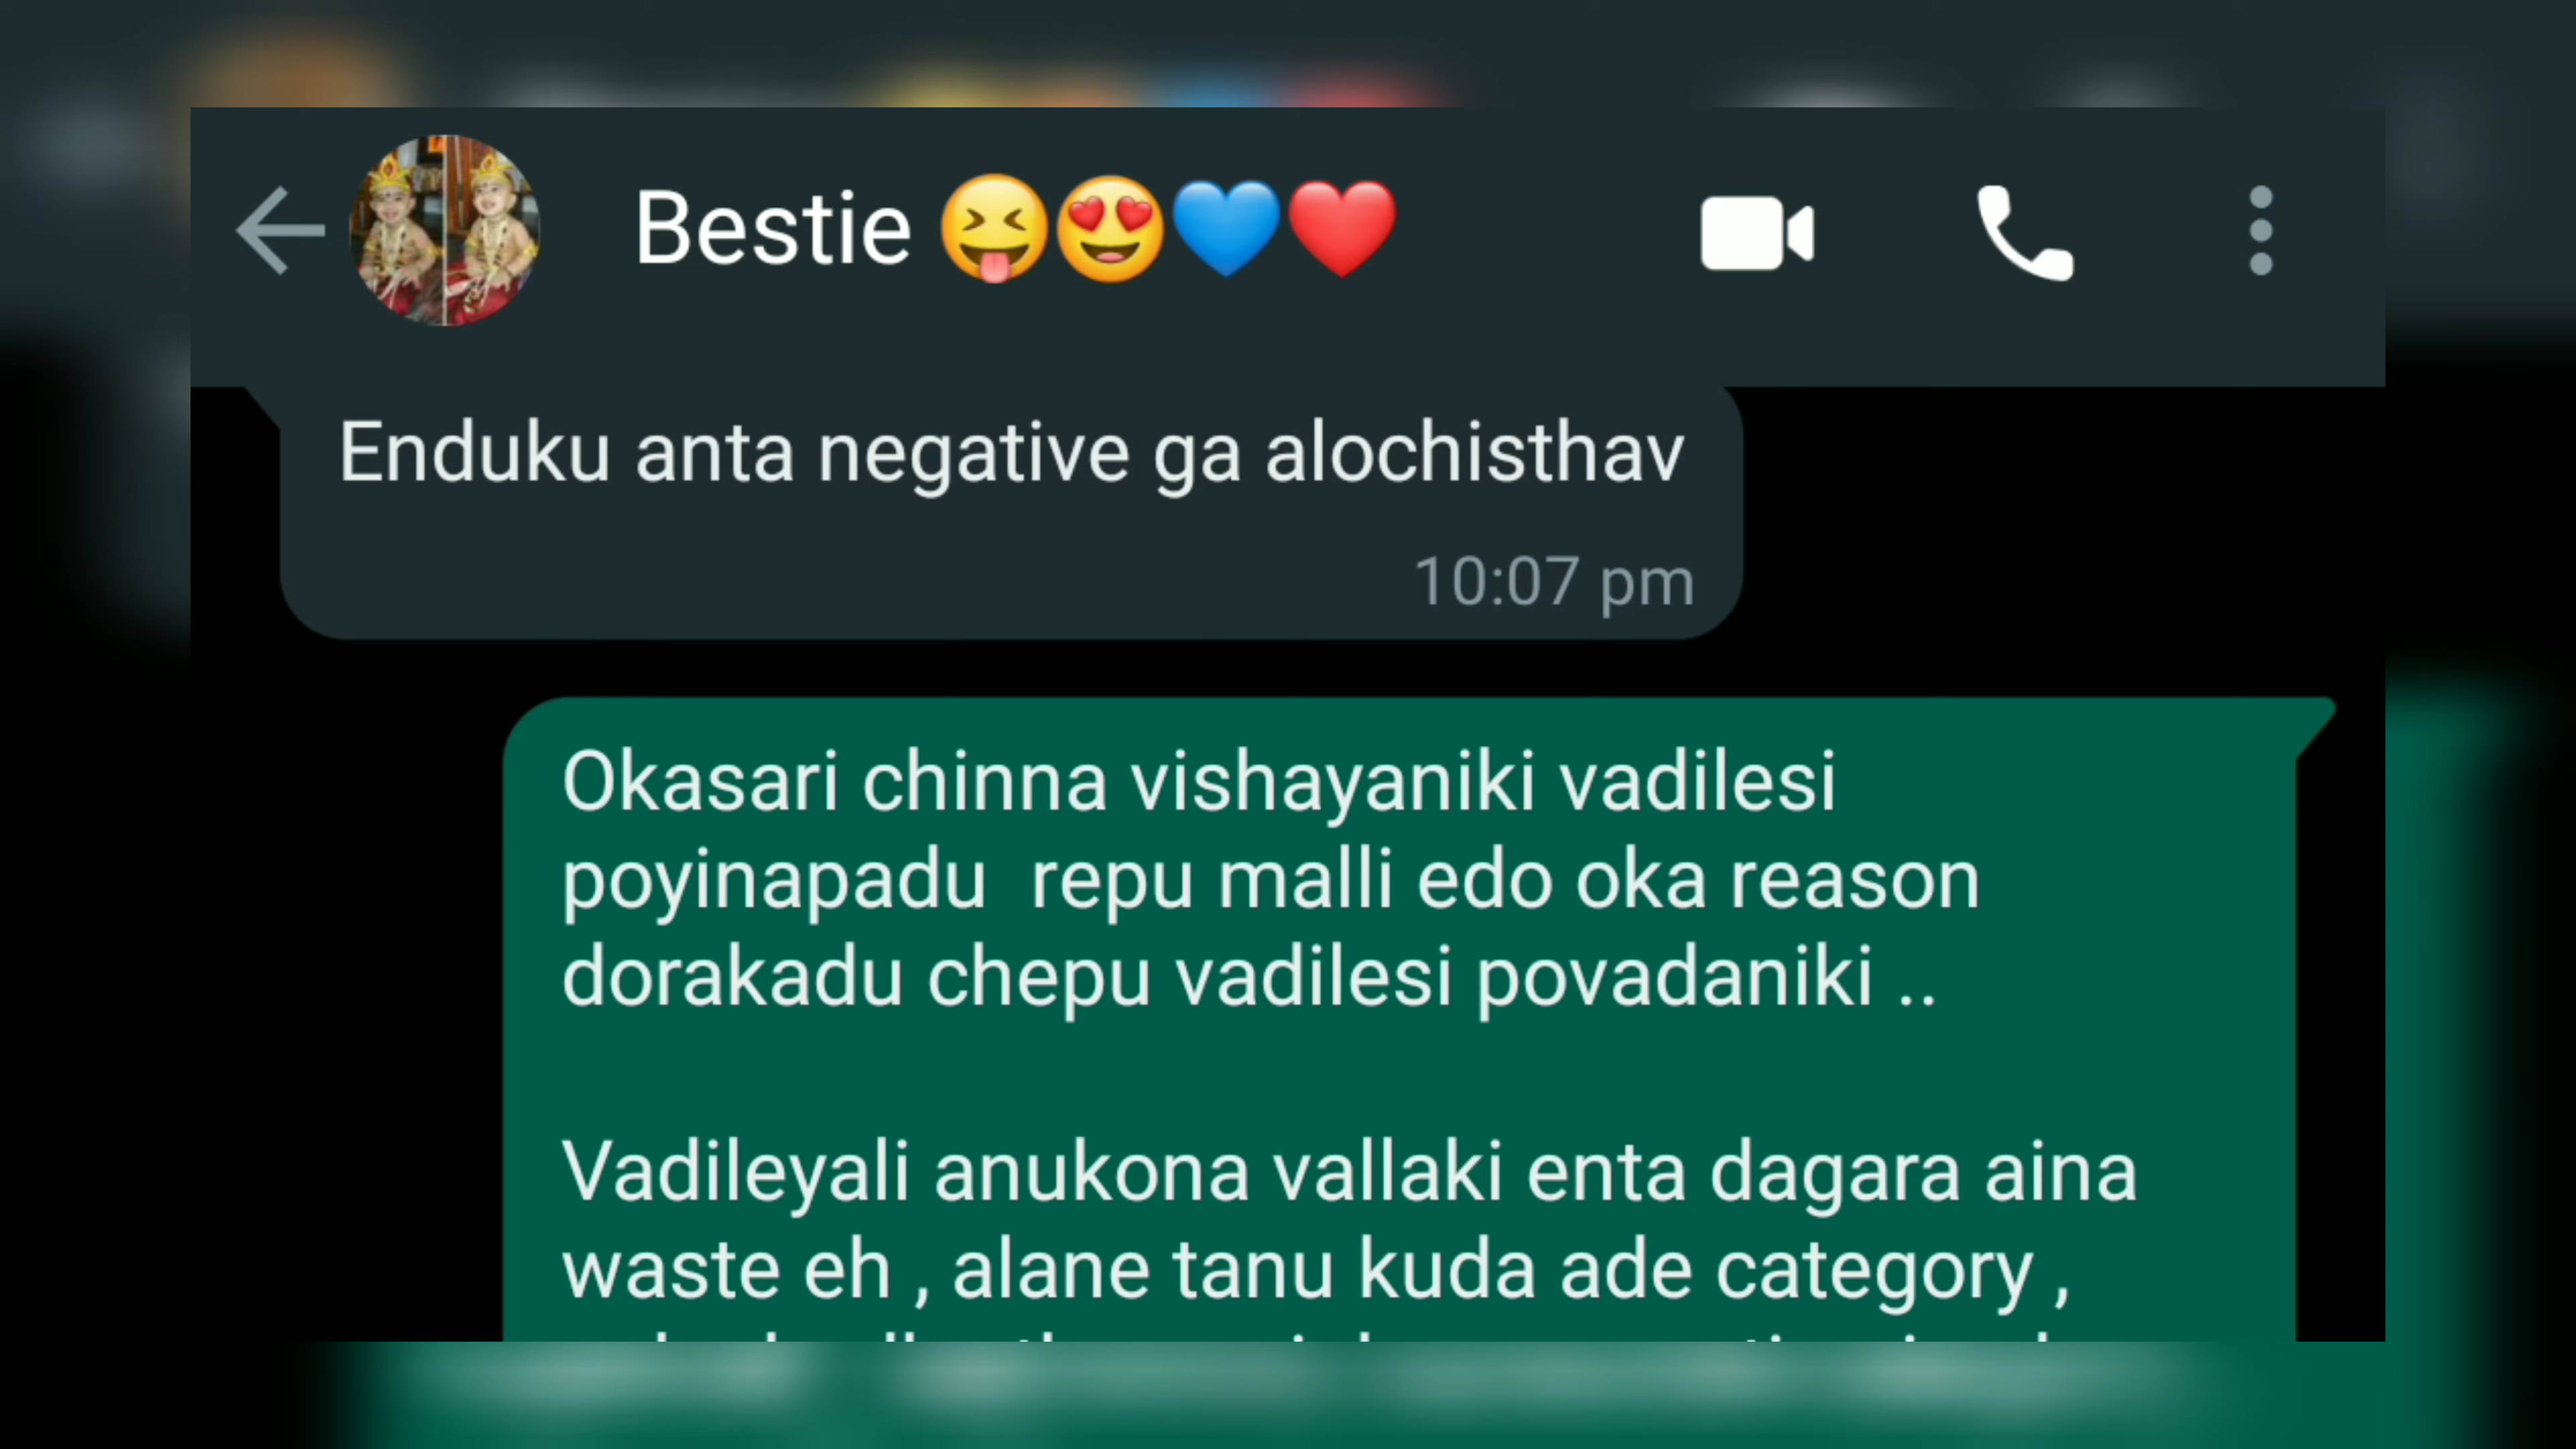 Bestie 😝😍💙❤️
Enduku anta negative ga alochisthav
10:07 pm
Okasari chinna vishayaniki vadilesi
poyinapadu  repu malli edo oka reason
dorakadu chepu vadilesi povadaniki ..
Vadileyali anukona vallaki enta dagara aina
waste eh , alane tanu kuda ade category ,